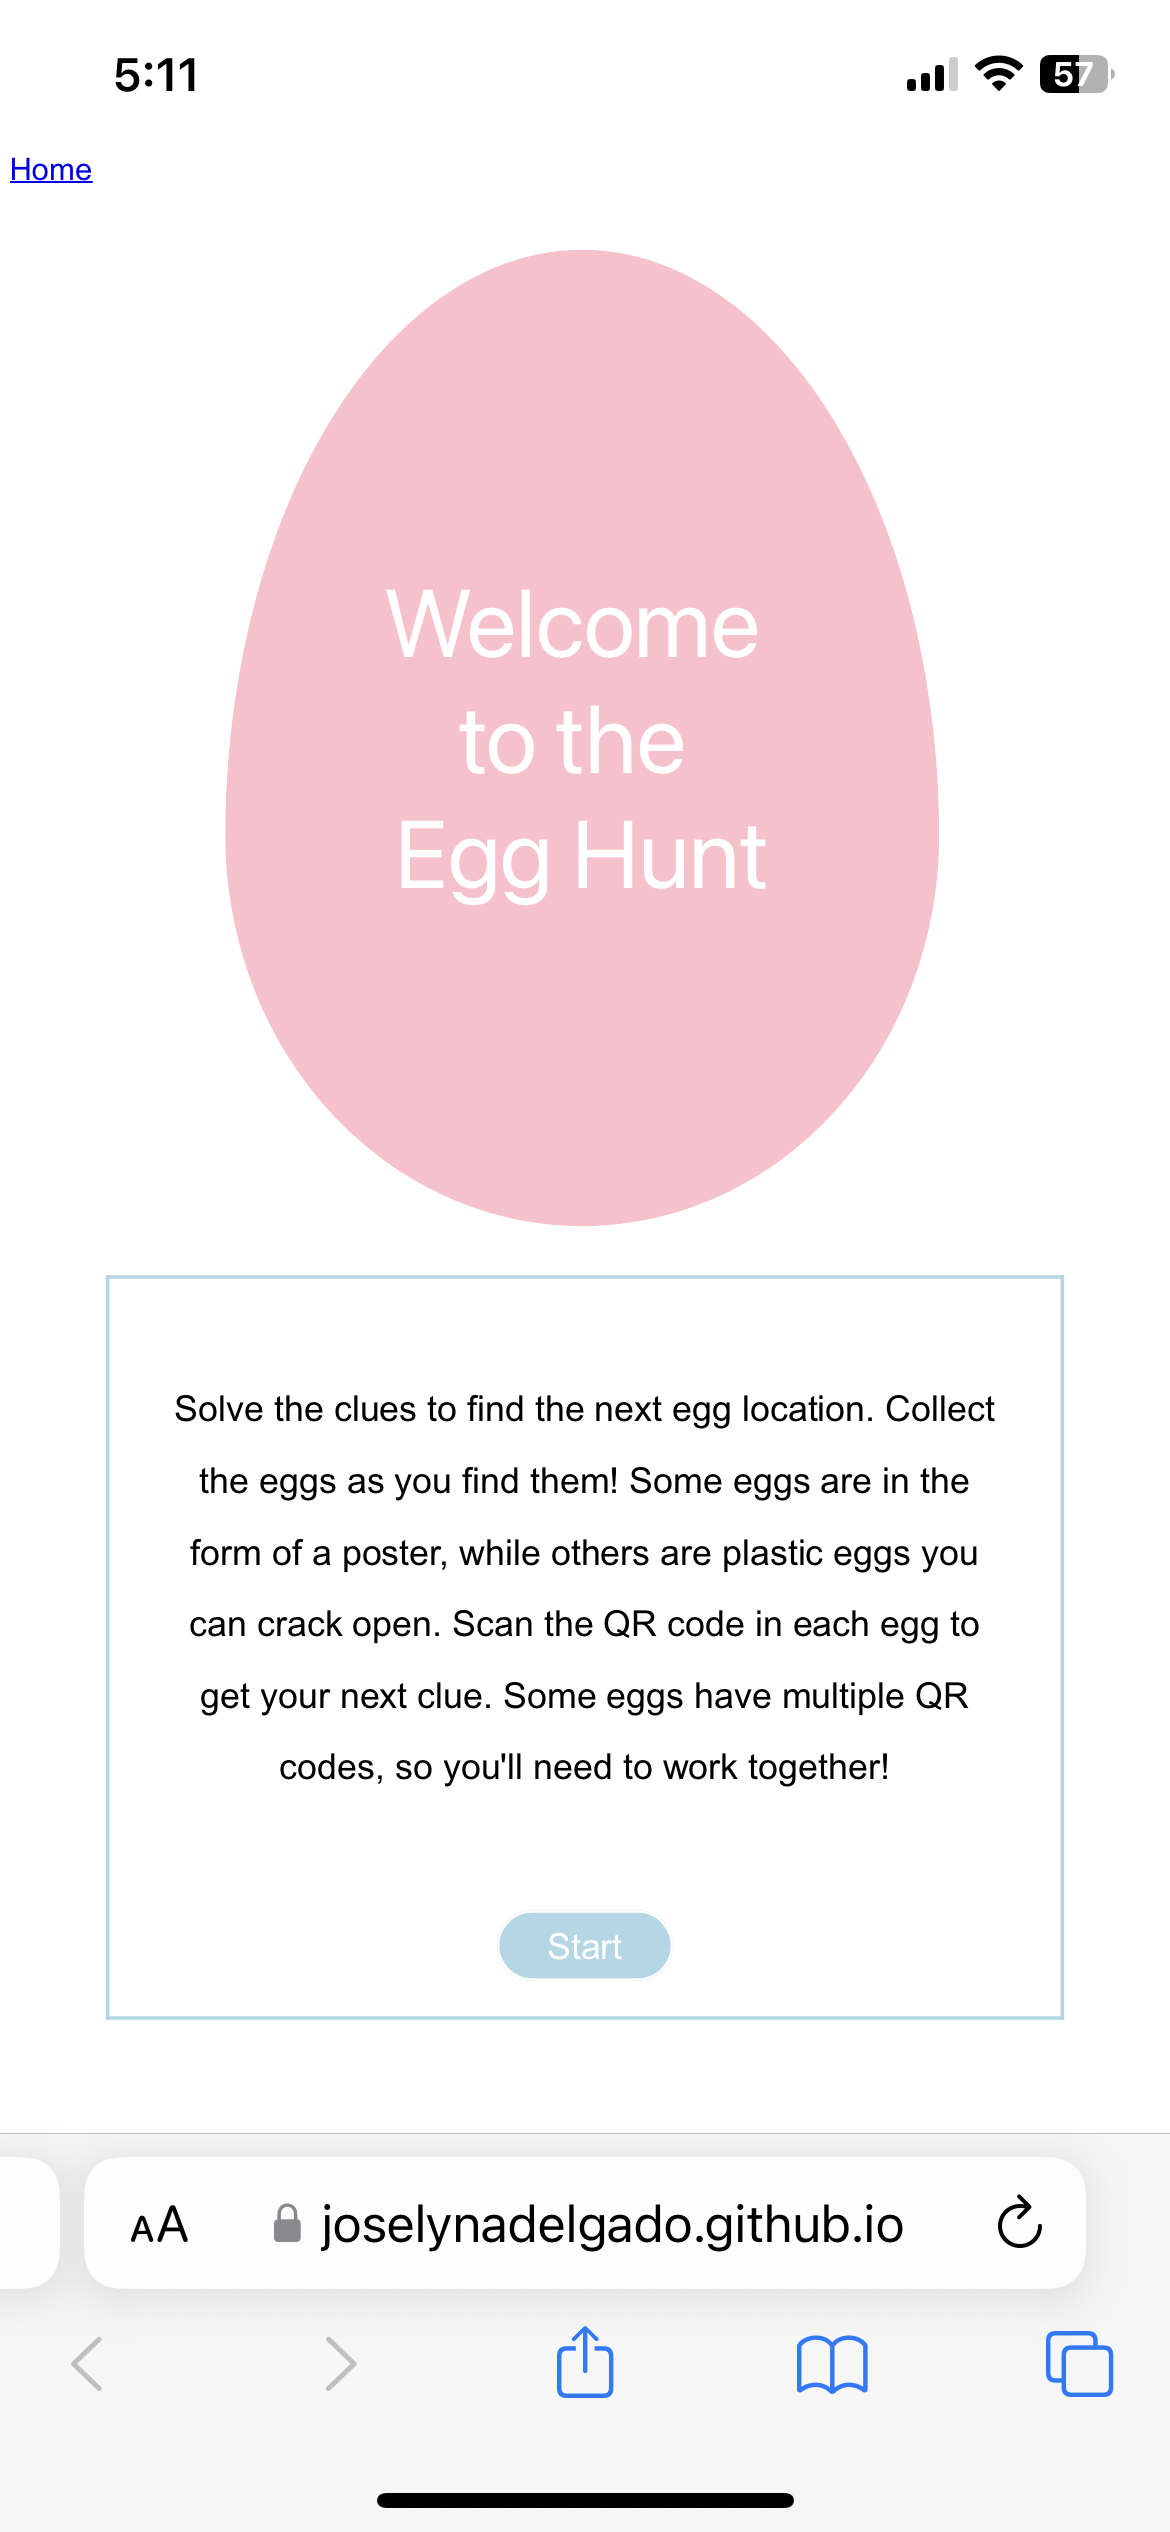 5:11
57
Home
Welcome
to the
Egg Hunt
Solve the clues to find the next egg location. Collect
the eggs as you find them! Some eggs are in the
form of a poster, while others are plastic eggs you
can crack open. Scan the QR code in each egg to
get your next clue. Some eggs have multiple QR
codes, so you'll need to work together!
Start
AA joselynadelgado.github.io